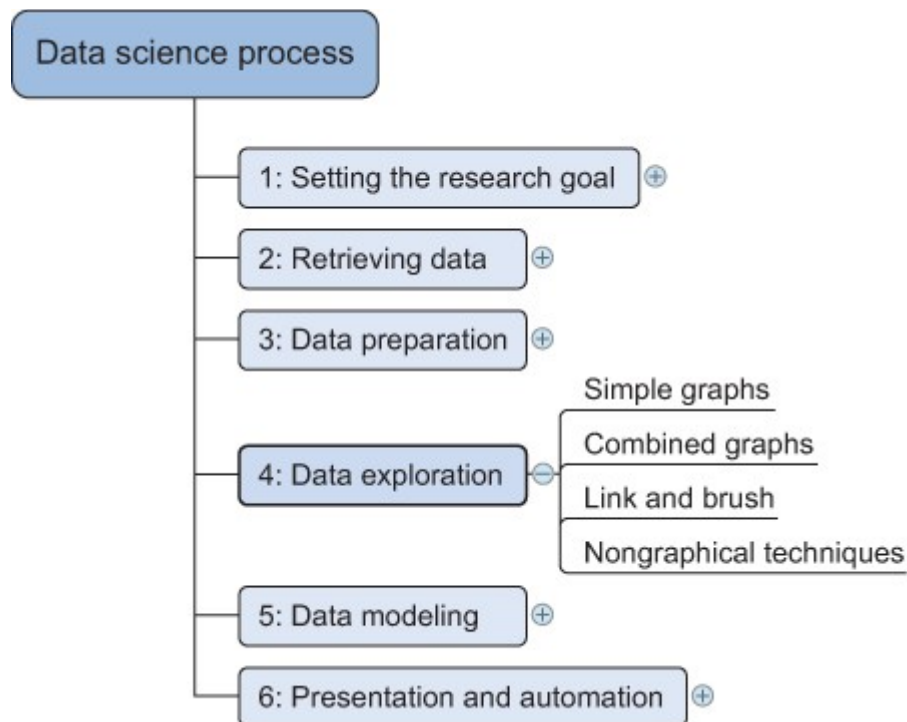 Data science process
1: Setting the research goal
2: Retrieving data
3: Data preparation
4: Data exploration
Simple graphs
Combined graphs
Link and brush
Nongraphical techniques
5: Data modeling
6: Presentation and automation